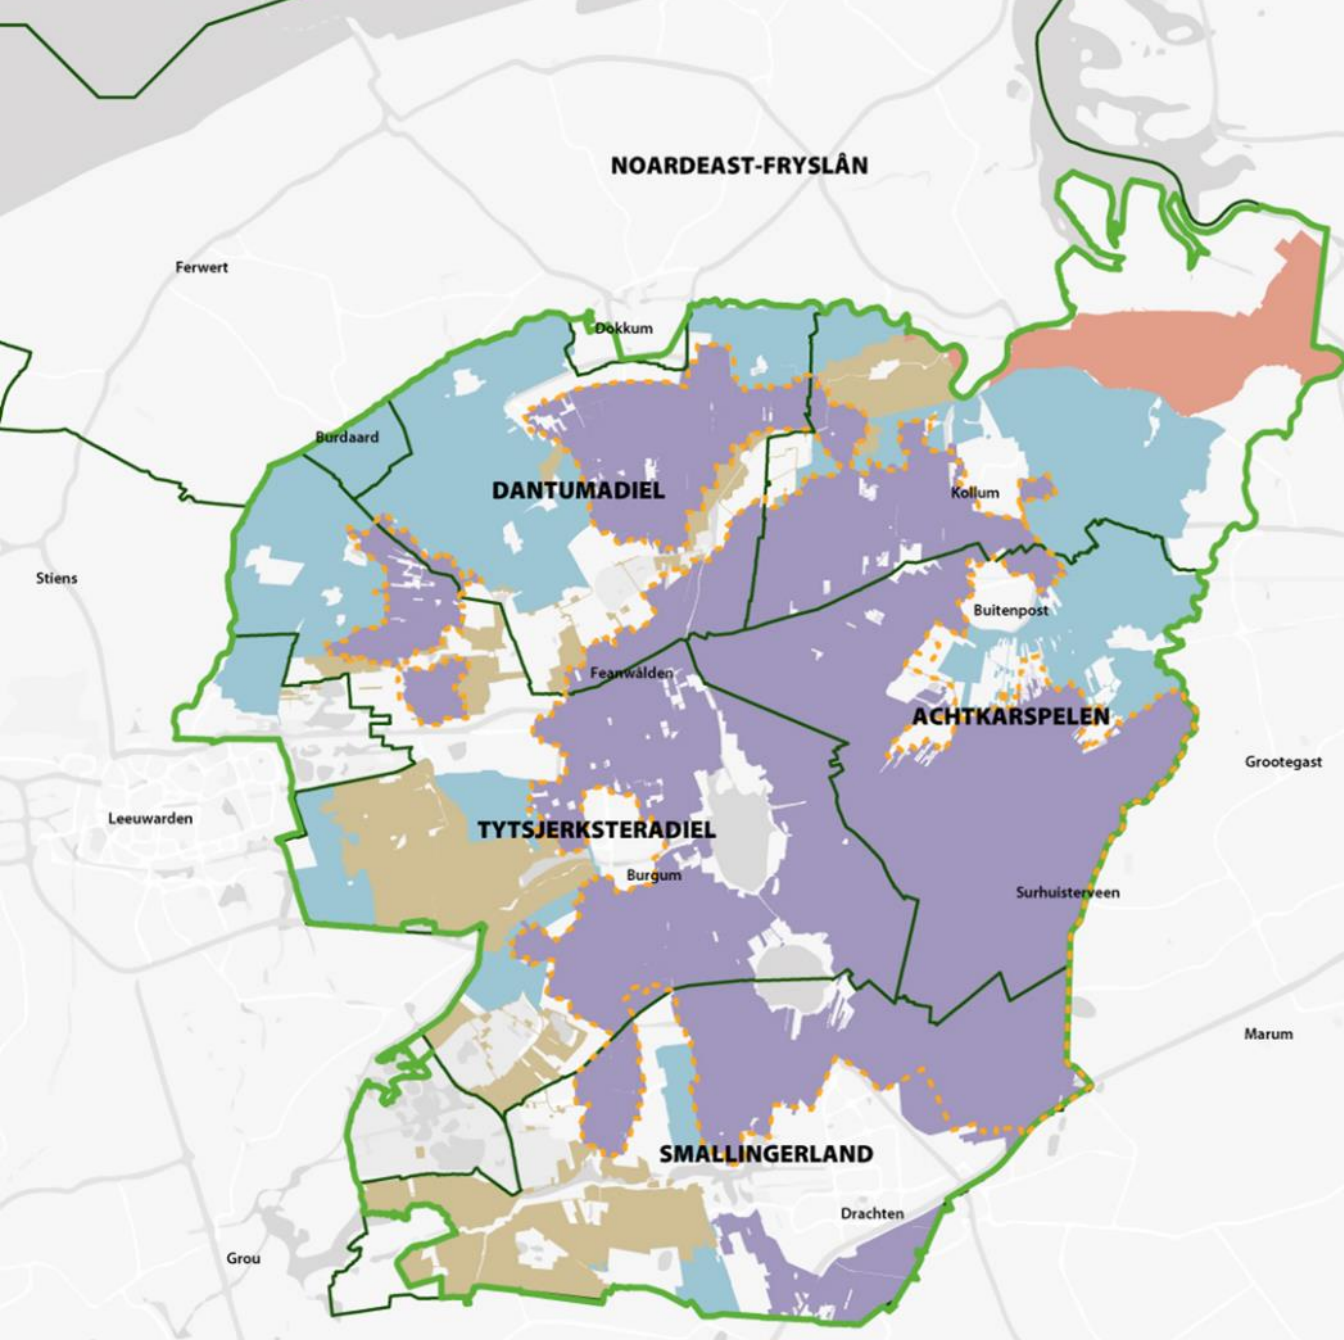 NOARDEAST-FRYSLÂN
Ferwert
Dokkum
Burdaard
DANTUMADIEL
Kollum
Stiens
Buitenpost
Feanwâlden
ACHTKARSPELEN
Grootegast
Leeuwarden
TYTSJERKSTERADIEL
Burgum
Surhuisterveen
Marum
SMALLINGERLAND
Drachten
Grou